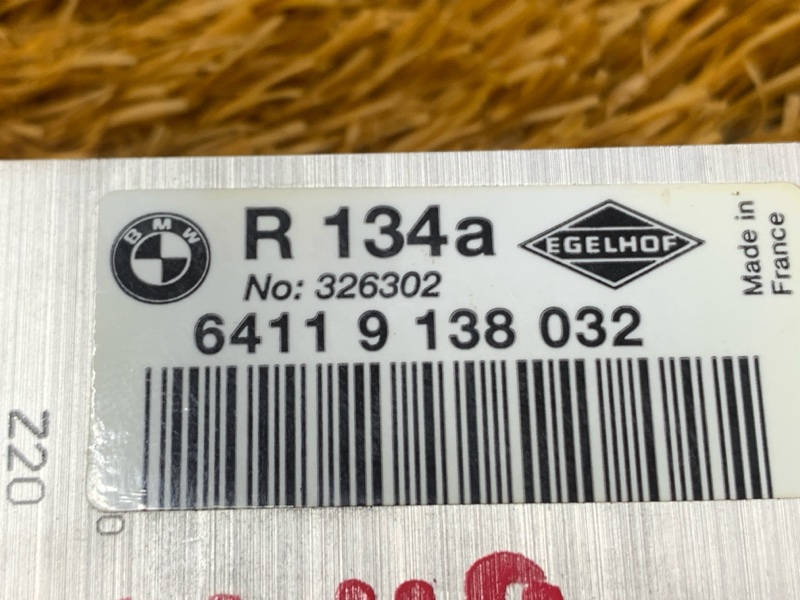 BMW
R 134a
EGELHOF
No: 326302
6411 9 138 032
Made in
France
Z20